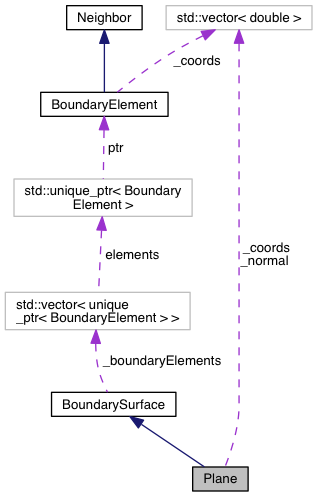 Neighbor
std::vector< double >
_coords
BoundaryElement
ptr
std::unique_ptr< Boundary
Element >
elements
_coords
_normal
std::vector< unique
_ptr< BoundaryElement > >
_boundaryElements
BoundarySurface
Plane